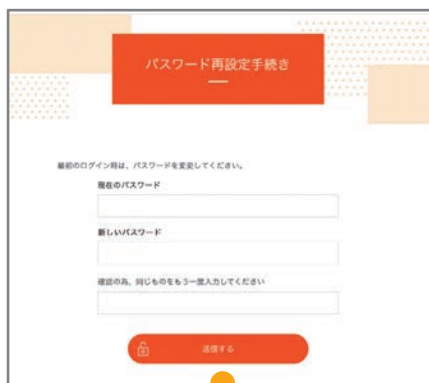 パスワード再設定手続き
最初のログイン時は、パスワードを変更してください。
現在のパスワード
新しいパスワード
確認の為、同じものをもう一度入力してください
送信する